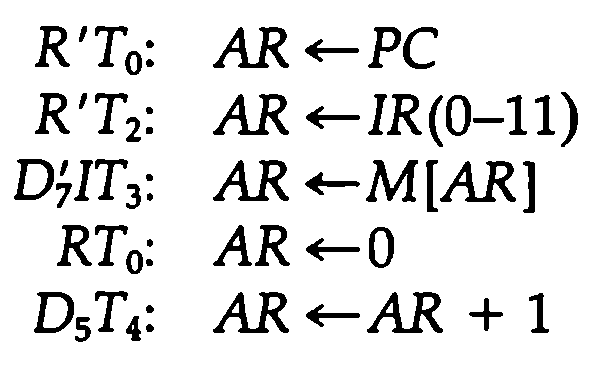 R′T₀: AR ← PC
R′T₂: AR ← IR(0–11)
D₇′IT₃: AR ← M[AR]
RT₀: AR ← 0
D₅T₄: AR ← AR + 1